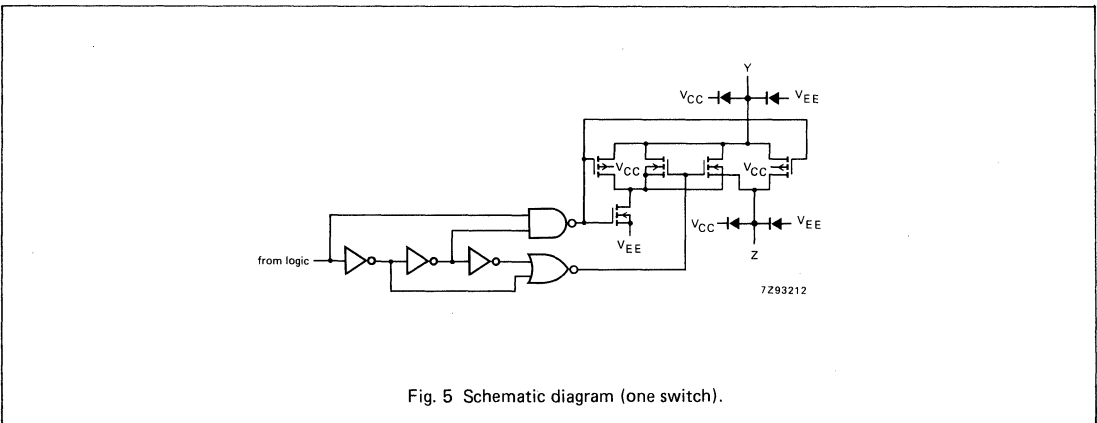 Y
VCC VEE
VCC VCC
VCC VEE
VEE
from logic
Z
7Z93212
Fig. 5 Schematic diagram (one switch).